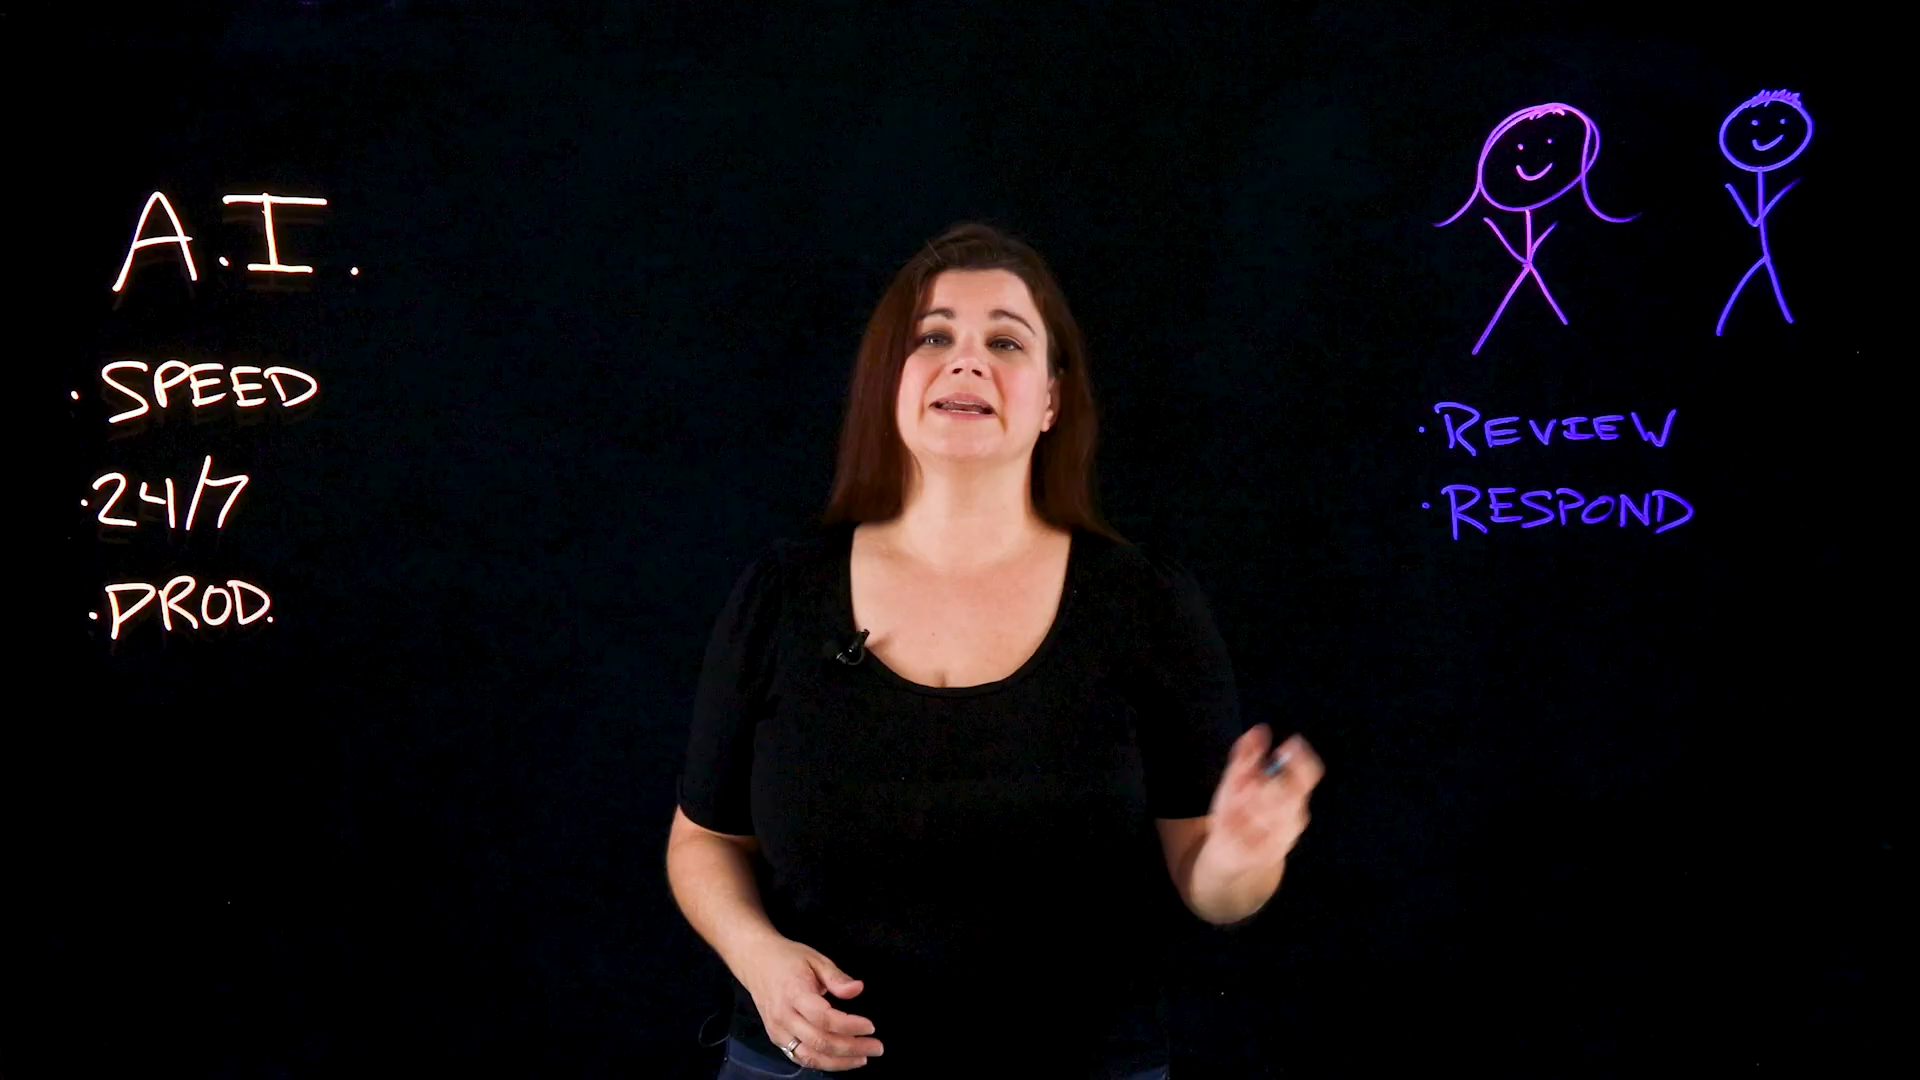 A.I.
· SPEED
· 24/7
· PROD.
· REVIEW
· RESPOND